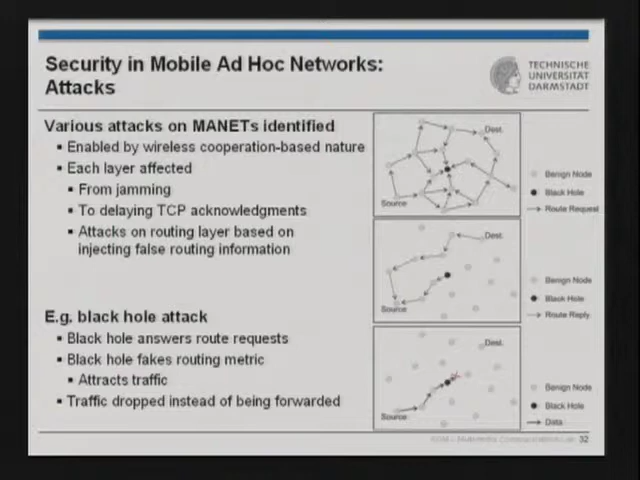 Security in Mobile Ad Hoc Networks:
Attacks
TECHNISCHE
UNIVERSITÄT
DARMSTADT
Various attacks on MANETs identified
Enabled by wireless cooperation-based nature
Each layer affected
From jamming
To delaying TCP acknowledgments
Attacks on routing layer based on
injecting false routing information
Dest.
Source
Benign Node
Black Hole
Route Request
Dest.
Source
Benign Node
Black Hole
Route Reply
E.g. black hole attack
Black hole answers route requests
Black hole fakes routing metric
Attracts traffic
Traffic dropped instead of being forwarded
Dest.
Source
Benign Node
Black Hole
Data
Multimedia Communications Lab
32